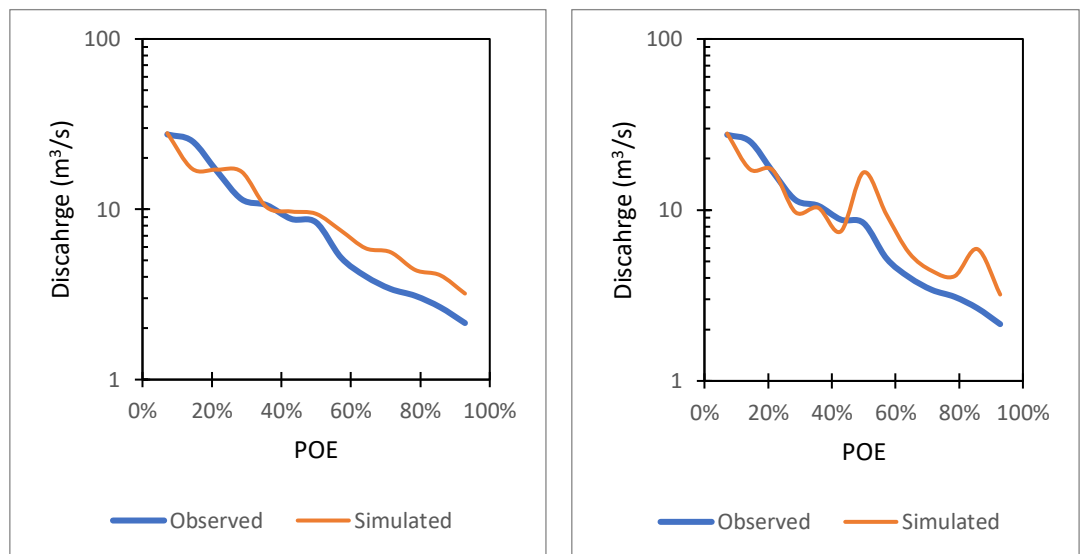 100
10
1
Discahrge (m³/s)
0% 20% 40% 60% 80% 100%
POE
Observed Simulated
100
10
1
Discahrge (m³/s)
0% 20% 40% 60% 80% 100%
POE
Observed Simulated